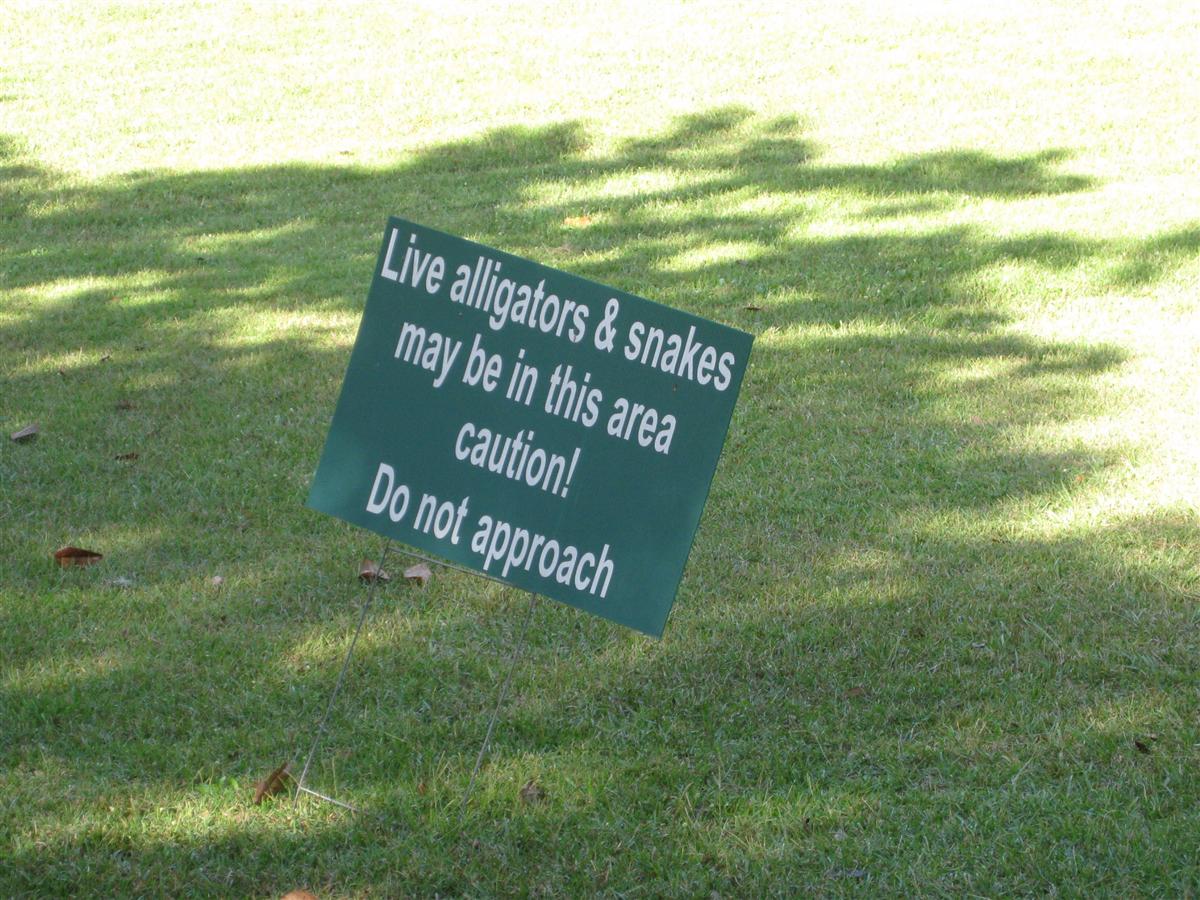 Live alligators & snakes
may be in this area
caution!
Do not approach